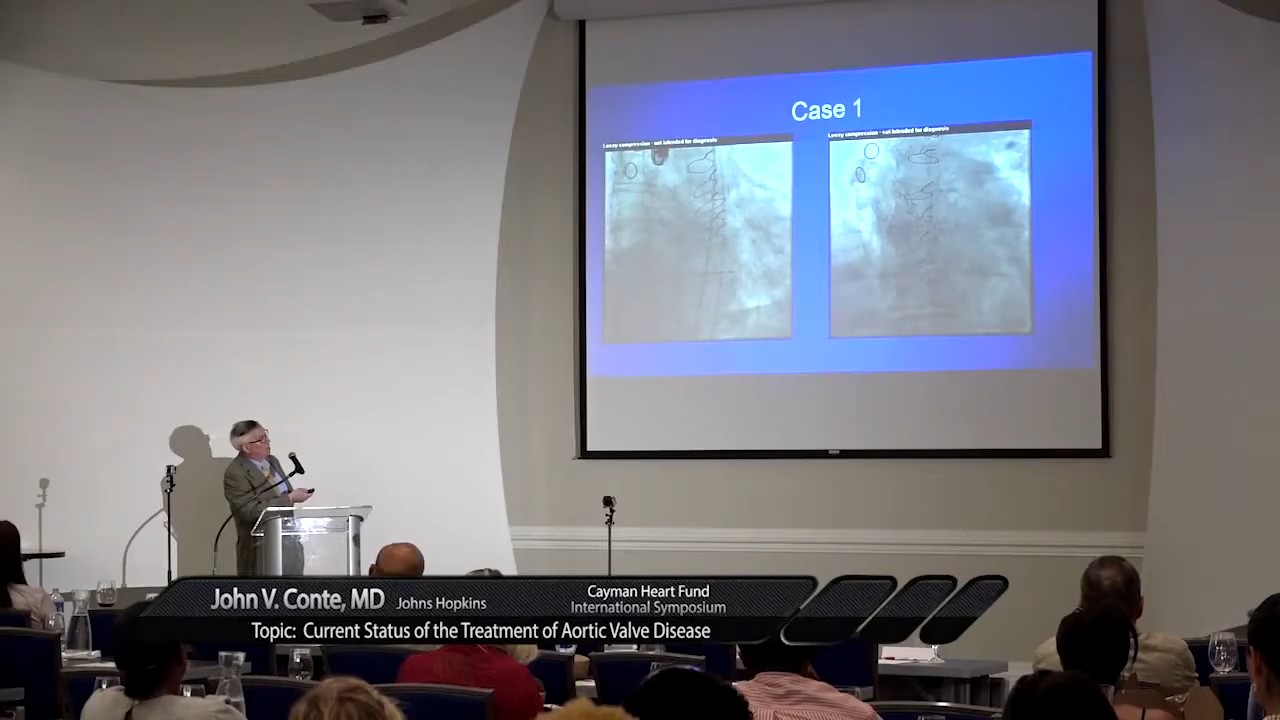 Case 1
Lossy compression - not intended for diagnosis
Lossy compression - not intended for diagnosis
John V. Conte, MD Johns Hopkins
Cayman Heart Fund
International Symposium
Topic: Current Status of the Treatment of Aortic Valve Disease